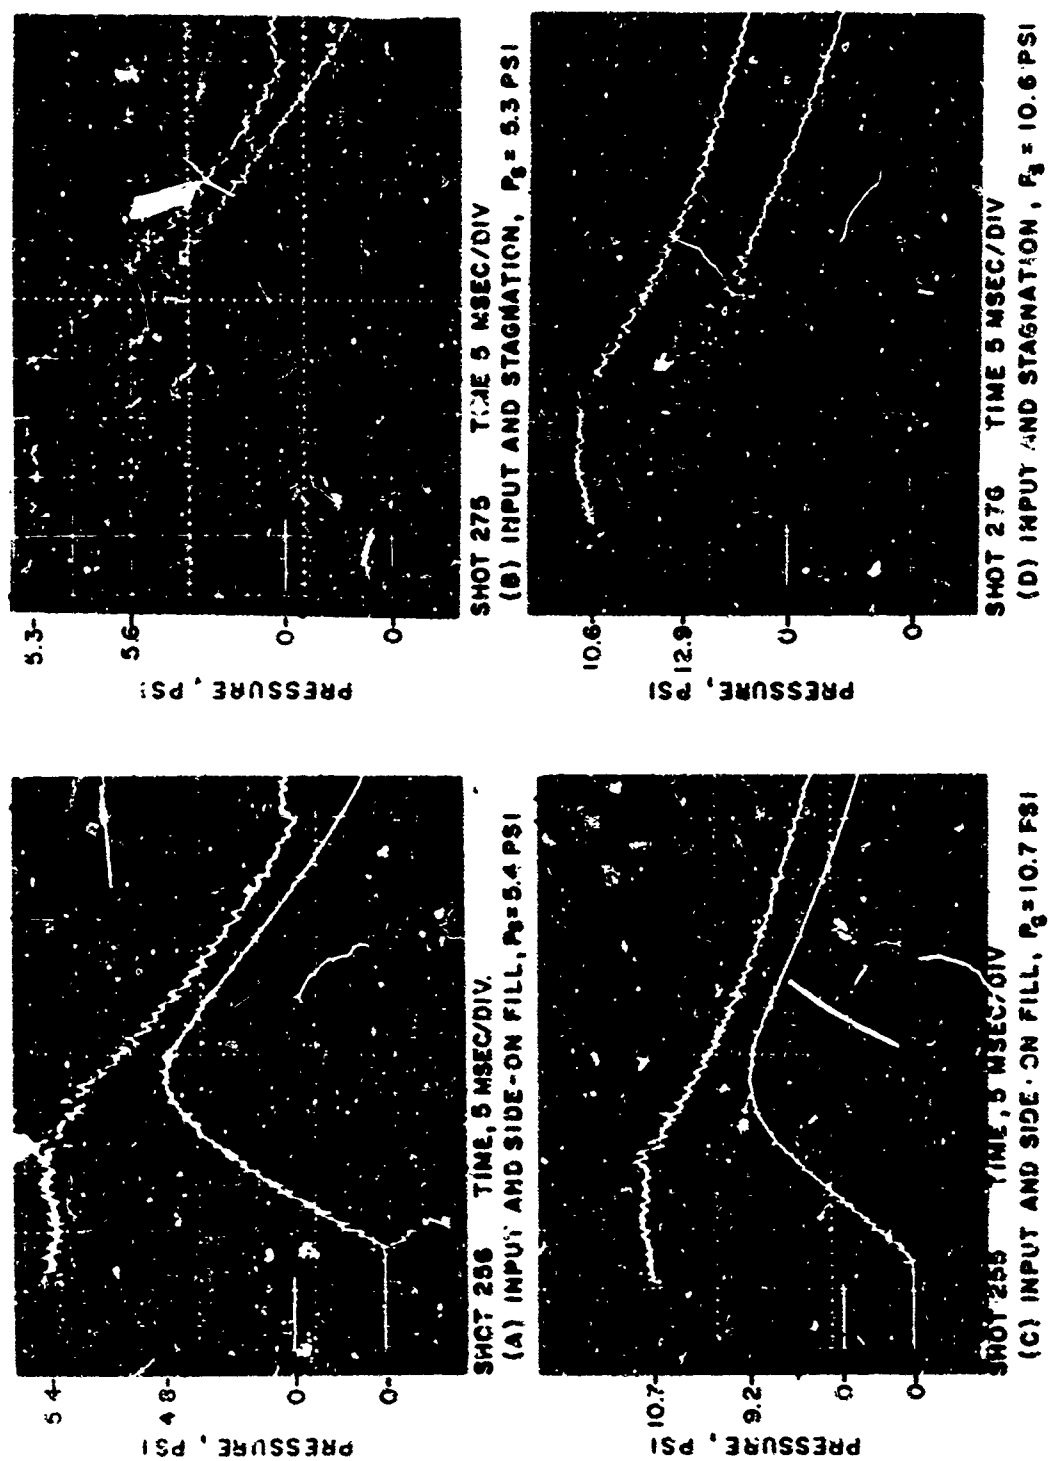 5.4
4.8
0
0
PRESSURE, PSI
SHOT 256 TIME, 5 MSEC/DIV.
(A) INPUT AND SIDE-ON FILL, Ps=5.4 PSI
5.3
5.6
0
0
PRESSURE, PSI
SHOT 275 TIME 5 MSEC/DIV
(B) INPUT AND STAGNATION, Ps = 5.3 PSI
10.7
9.2
0
0
PRESSURE, PSI
SHOT 255 TIME, 5 MSEC/DIV
(C) INPUT AND SIDE-ON FILL, Ps =10.7 PSI
10.6
12.9
0
0
PRESSURE, PSI
SHOT 276 TIME 5 MSEC/DIV
(D) INPUT AND STAGNATION, Ps = 10.6 PSI